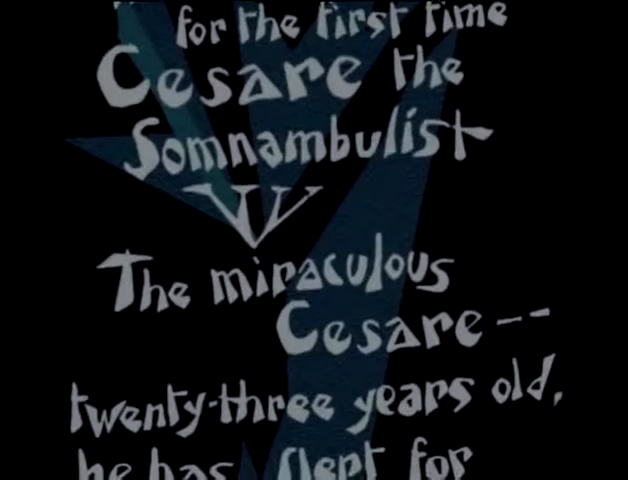 for the first time
Cesare the
Somnambulist
The miraculous
Cesare--
twenty-three years old,
he has slept for